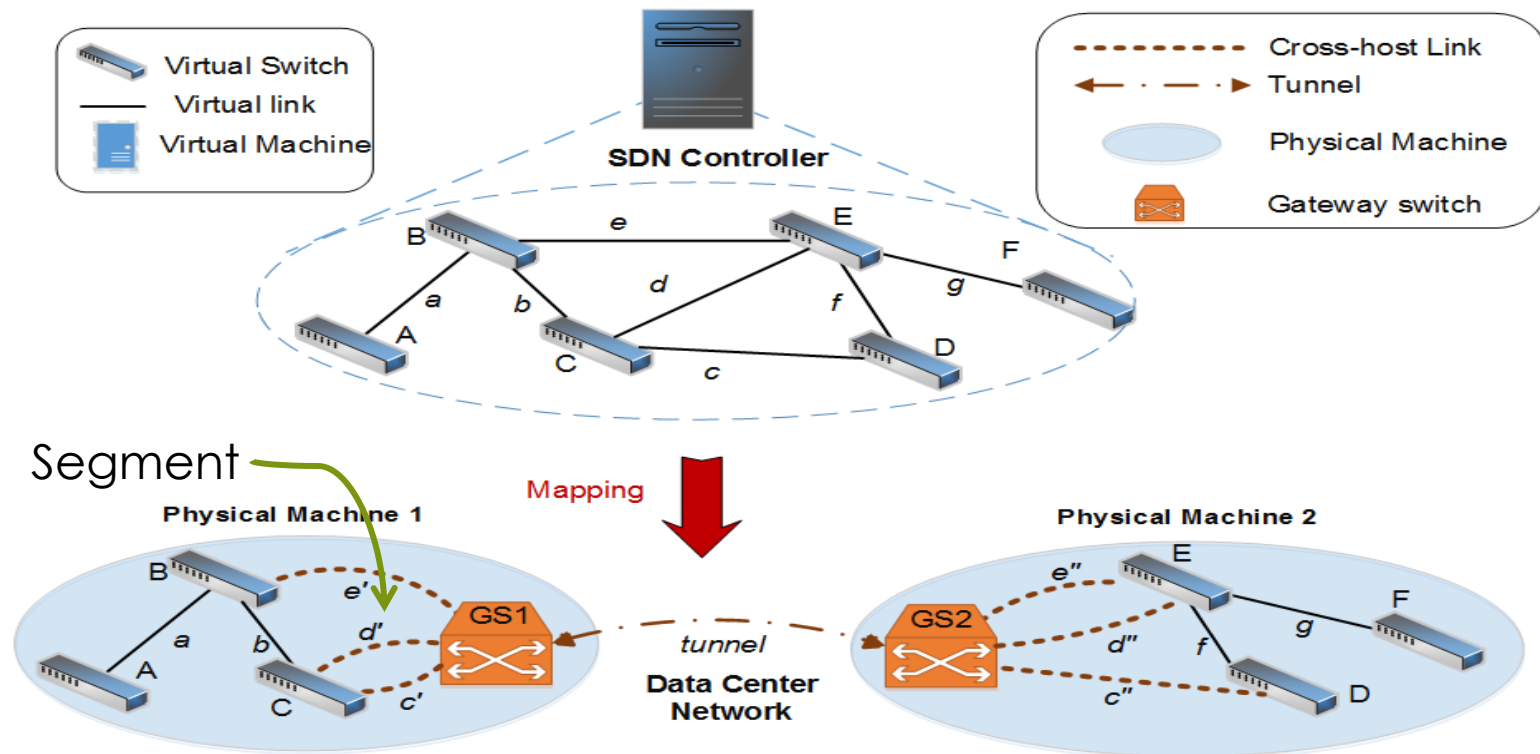 Virtual Switch
Virtual link
Virtual Machine
Cross-host Link
Tunnel
Physical Machine
Gateway switch
SDN Controller
B
e
E
F
a
b
d
f
g
A
C
c
D
Segment
Mapping
Physical Machine 1
Physical Machine 2
B
e'
GS1
a
b
d'
A
C
c'
tunnel
Data Center
Network
E
e"
GS2
F
d"
f
g
c"
D